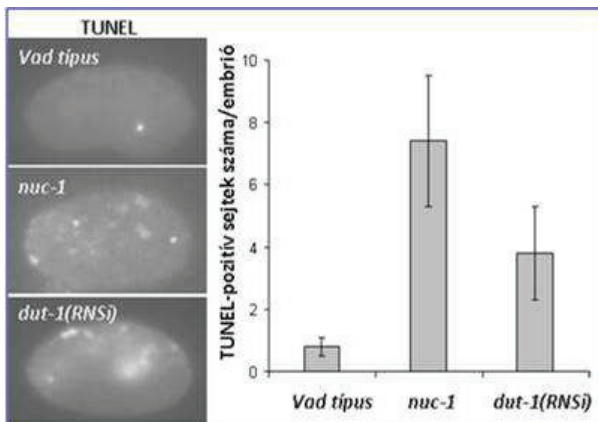 TUNEL
Vad típus
nuc-1
dut-1(RNSi)
TUNEL-pozitív sejtek száma/embrió
10
8
6
4
2
0
Vad típus
nuc-1
dut-1(RNSi)